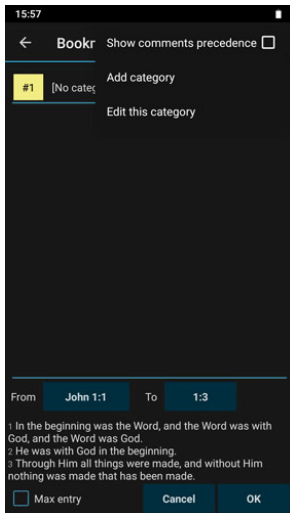 15:57
← Bookr
Show comments precedence
Add category
#1 [No categ
Edit this category
From John 1:1 To 1:3
1 In the beginning was the Word, and the Word was with
God, and the Word was God.
2 He was with God in the beginning.
3 Through Him all things were made, and without Him
nothing was made that has been made.
Max entry Cancel OK